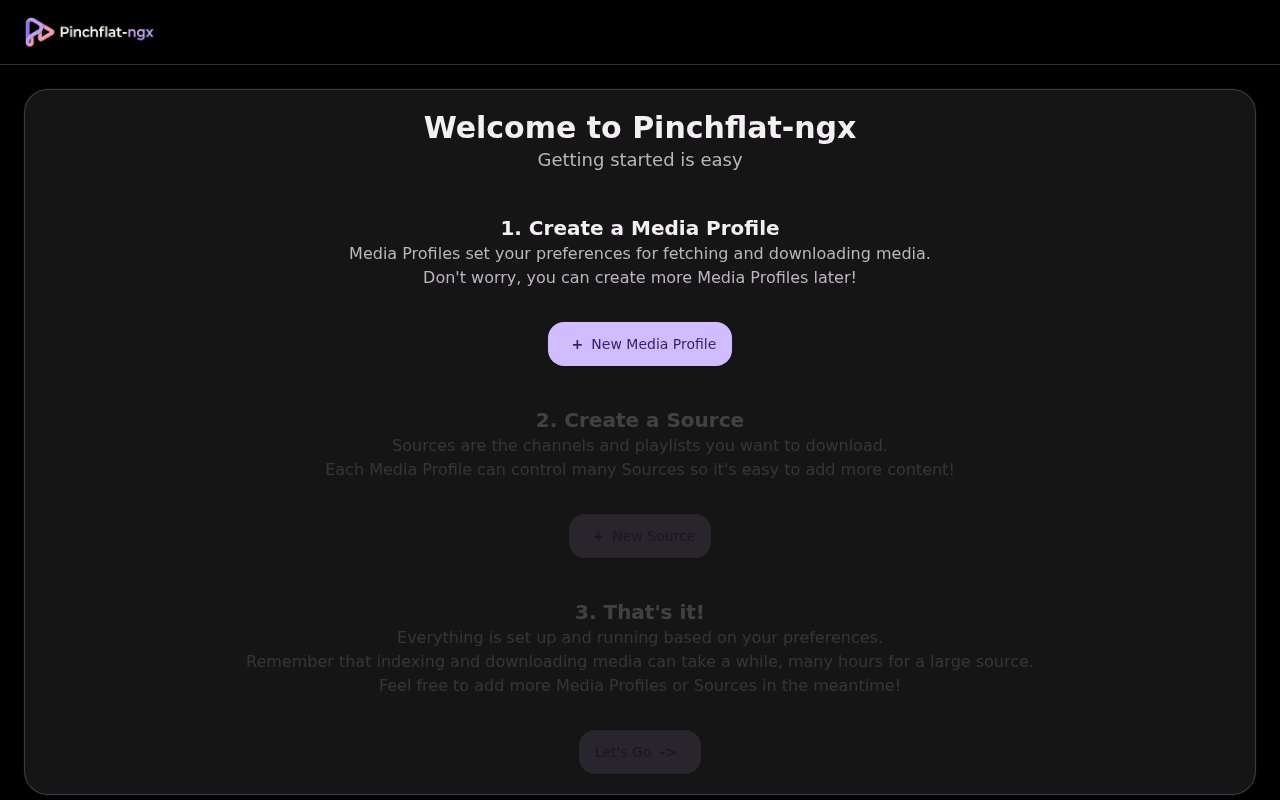 Pinchflat-ngx
Welcome to Pinchflat-ngx
Getting started is easy
1. Create a Media Profile
Media Profiles set your preferences for fetching and downloading media.
Don't worry, you can create more Media Profiles later!
+ New Media Profile
2. Create a Source
Sources are the channels and playlists you want to download.
Each Media Profile can control many Sources so it's easy to add more content!
+ New Source
3. That's it!
Everything is set up and running based on your preferences.
Remember that indexing and downloading media can take a while, many hours for a large source.
Feel free to add more Media Profiles or Sources in the meantime!
Let's Go ->